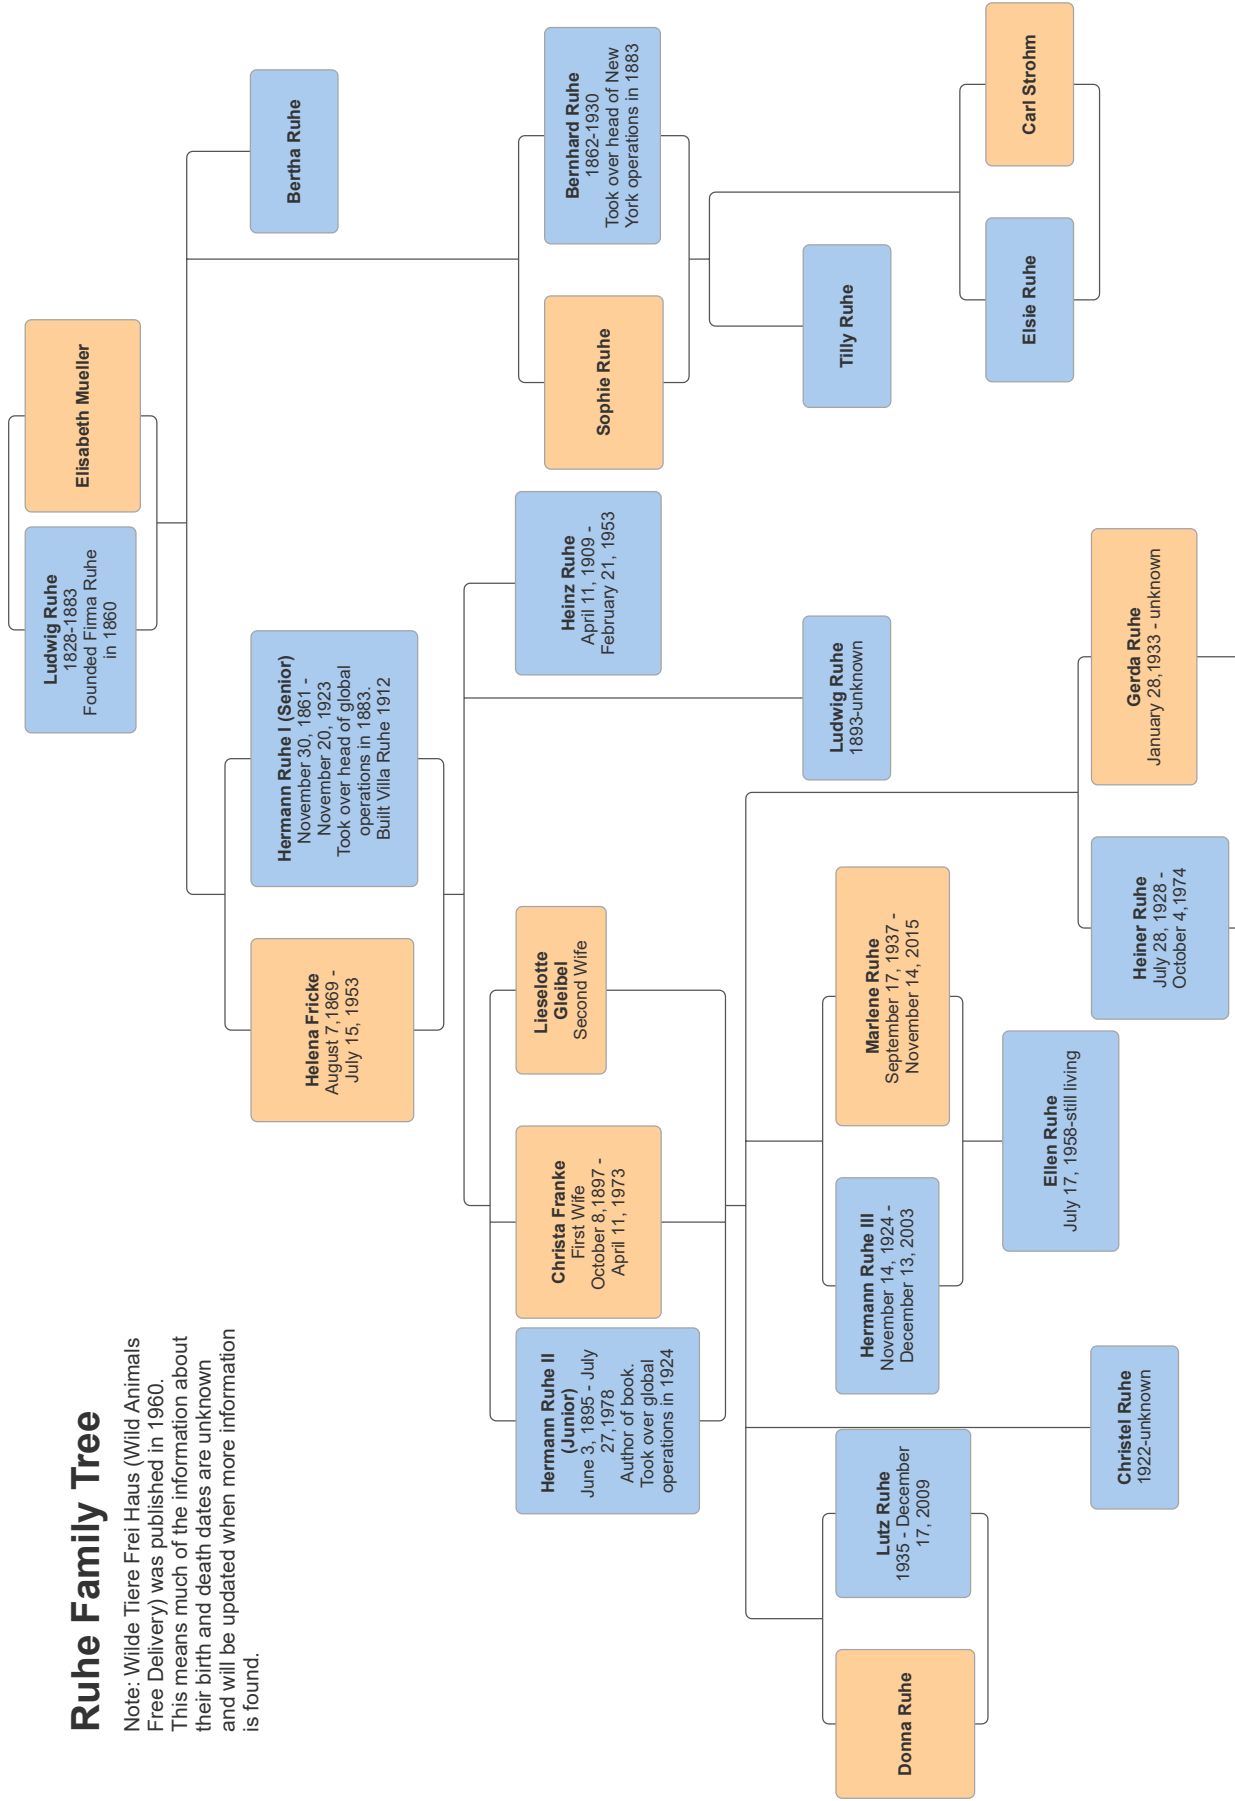 Ruhe Family Tree
Note: Wilde Tiere Frei Haus (Wild Animals
Free Delivery) was published in 1960.
This means much of the information about
their birth and death dates are unknown
and will be updated when more information
is found.
Ludwig Ruhe
1828-1883
Founded Firma Ruhe
in 1860
Elisabeth Mueller
Helena Fricke
August 7,1869 -
July 15, 1953
Hermann Ruhe I (Senior)
November 30, 1861 -
November 20, 1923
Took over head of global
operations in 1883.
Built Villa Ruhe 1912
Bertha Ruhe
Hermann Ruhe II
(Junior)
June 3, 1895 - July
27,1978
Author of book.
Took over global
operations in 1924
Christa Franke
First Wife
October 8,1897 -
April 11, 1973
Lieselotte
Gleibel
Second Wife
Heinz Ruhe
April 11, 1909 -
February 21, 1953
Sophie Ruhe
Bernhard Ruhe
1862-1930
Took over head of New
York operations in 1883
Donna Ruhe
Lutz Ruhe
1935 - December
17, 2009
Hermann Ruhe III
November 14, 1924 -
December 13, 2003
Marlene Ruhe
September 17, 1937 -
November 14, 2015
Ludwig Ruhe
1893-unknown
Tilly Ruhe
Ellen Ruhe
July 17, 1958-still living
Elsie Ruhe
Carl Strohm
Christel Ruhe
1922-unknown
Heiner Ruhe
July 28, 1928 -
October 4,1974
Gerda Ruhe
January 28,1933 - unknown